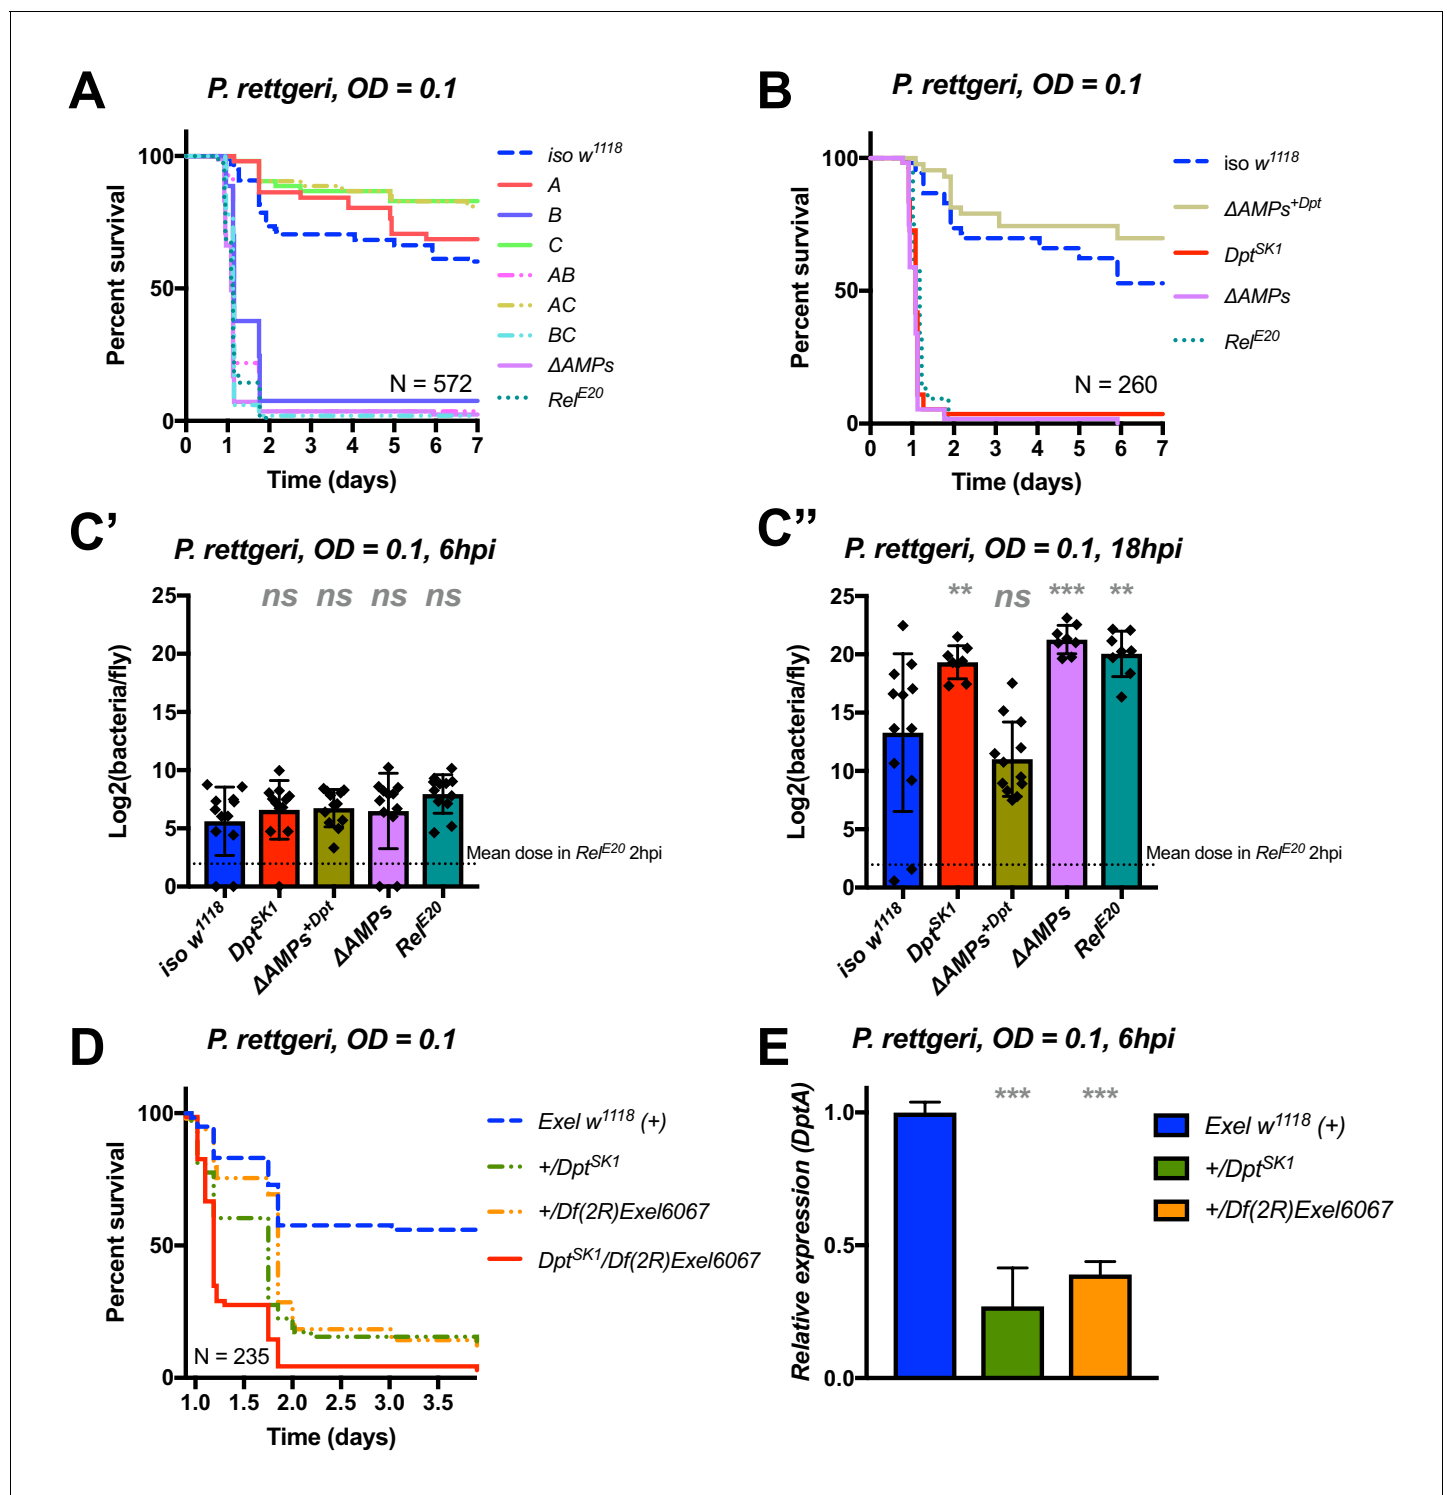 A
P. rettgeri, OD = 0.1
Percent survival
100
50
0
0 1 2 3 4 5 6 7
Time (days)
N = 572
iso w1118
A
B
C
AB
AC
BC
ΔAMPs
RelE20
B
P. rettgeri, OD = 0.1
Percent survival
100
50
0
0 1 2 3 4 5 6 7
Time (days)
N = 260
iso w1118
ΔAMPs+Dpt
DptSK1
ΔAMPs
RelE20
C’
P. rettgeri, OD = 0.1, 6hpi
Log2(bacteria/fly)
25
20
15
10
5
0
ns ns ns ns
Mean dose in RelE20 2hpi
iso w1118
DptSK1
ΔAMPs+Dpt
ΔAMPs
RelE20
C”
P. rettgeri, OD = 0.1, 18hpi
Log2(bacteria/fly)
25
20
15
10
5
0
** ns *** **
Mean dose in RelE20 2hpi
iso w1118
DptSK1
ΔAMPs+Dpt
ΔAMPs
RelE20
D
P. rettgeri, OD = 0.1
Percent survival
100
50
0
1.0 1.5 2.0 2.5 3.0 3.5
Time (days)
N = 235
Exel w1118 (+)
+/DptSK1
+/Df(2R)Exel6067
DptSK1/Df(2R)Exel6067
E
P. rettgeri, OD = 0.1, 6hpi
Relative expression (DptA)
1.0
0.5
0.0
*** ***
Exel w1118 (+)
+/DptSK1
+/Df(2R)Exel6067